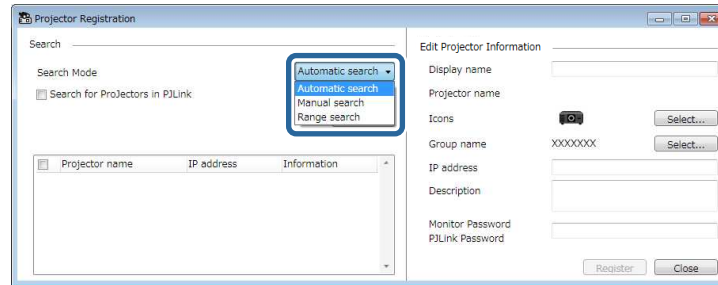 Projector Registration
Search
Search Mode
Automatic search
Automatic search
Manual search
Range search
Search for ProJectors in PJLink
Projector name IP address Information
Edit Projector Information
Display name
Projector name
Icons Select...
Group name XXXXXXX Select...
IP address
Description
Monitor Password
PJLink Password
Register Close